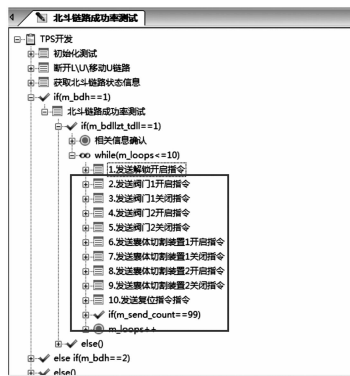 北斗链路成功率测试
TPS开发
初始化测试
断开L\U\移动U链路
获取北斗链路状态信息
if(m_bdh==1)
北斗链路成功率测试
if(m_bdllzt_tdll==1)
相关信息确认
while(m_loops<=10)
1.发送解锁开启指令
2.发送阀门1开启指令
3.发送阀门1关闭指令
4.发送阀门2开启指令
5.发送阀门2关闭指令
6.发送囊体切割装置1开启指令
7.发送囊体切割装置1关闭指令
8.发送囊体切割装置2开启指令
9.发送囊体切割装置2关闭指令
10.发送复位指令指令
if(m_send_count==99)
m_loops++
else()
else if(m_bdh==2)
else()